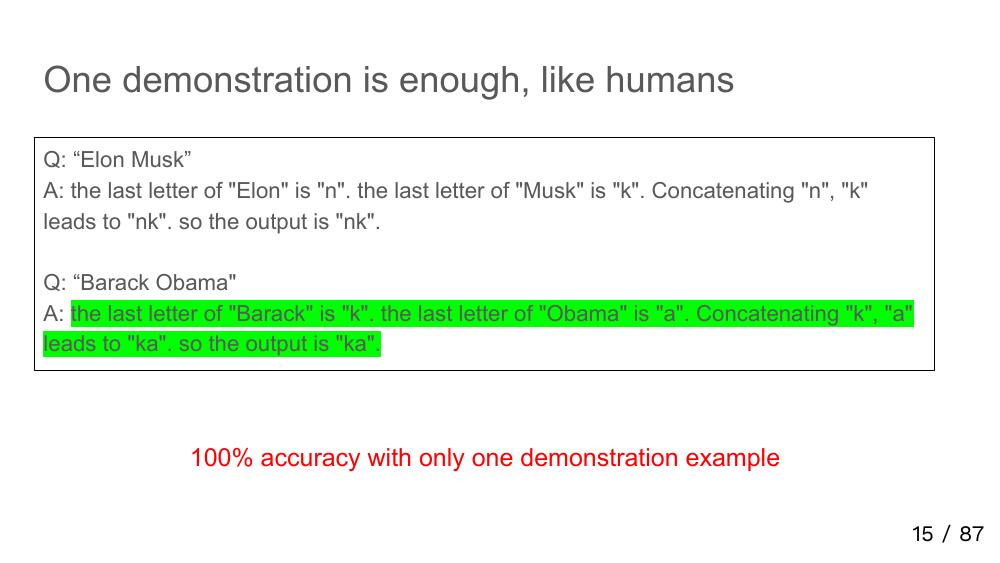 One demonstration is enough, like humans
Q: “Elon Musk”
A: the last letter of "Elon" is "n". the last letter of "Musk" is "k". Concatenating "n", "k"
leads to "nk". so the output is "nk".
Q: “Barack Obama"
A: the last letter of "Barack" is "k". the last letter of "Obama" is "a". Concatenating "k", "a"
leads to "ka". so the output is "ka".
100% accuracy with only one demonstration example
15 / 87